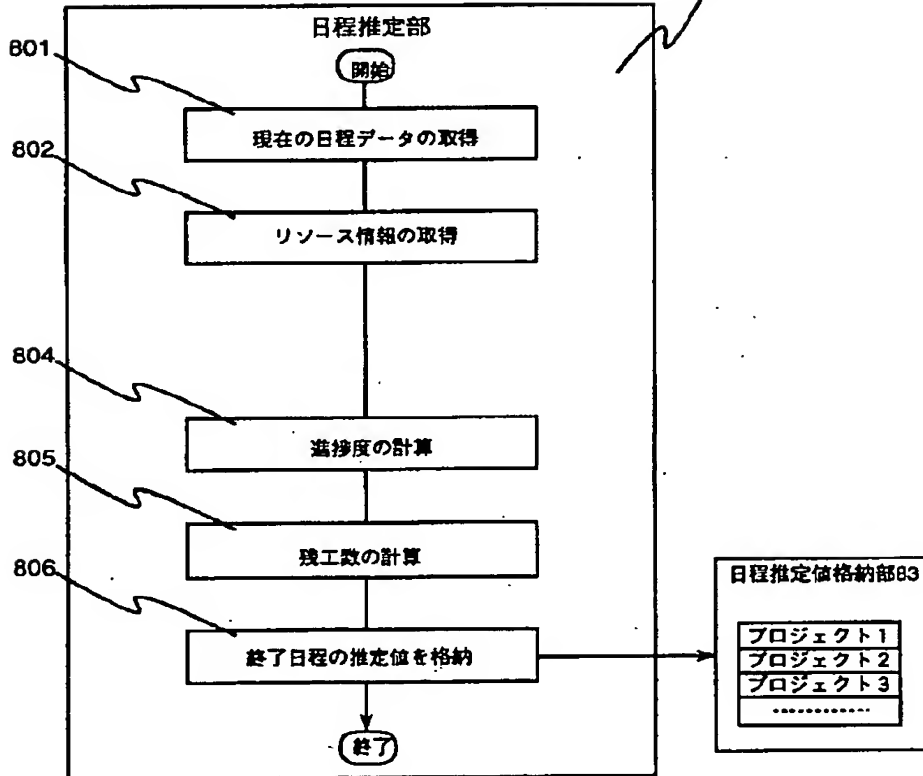 日程推定部
開始
801
現在の日程データの取得
802
リソース情報の取得
804
進捗度の計算
805
残工数の計算
806
終了日程の推定値を格納
終了
日程推定値格納部83
プロジェクト1
プロジェクト2
プロジェクト3
…………